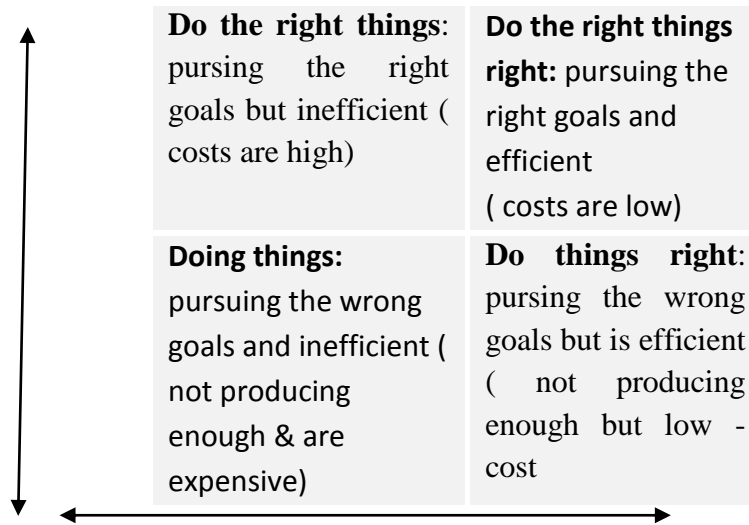 Do the right things:
pursing the right
goals but inefficient (
costs are high)
Do the right things
right: pursuing the
right goals and
efficient
( costs are low)
Doing things:
pursuing the wrong
goals and inefficient (
not producing
enough & are
expensive)
Do things right:
pursing the wrong
goals but is efficient
( not producing
enough but low -
cost